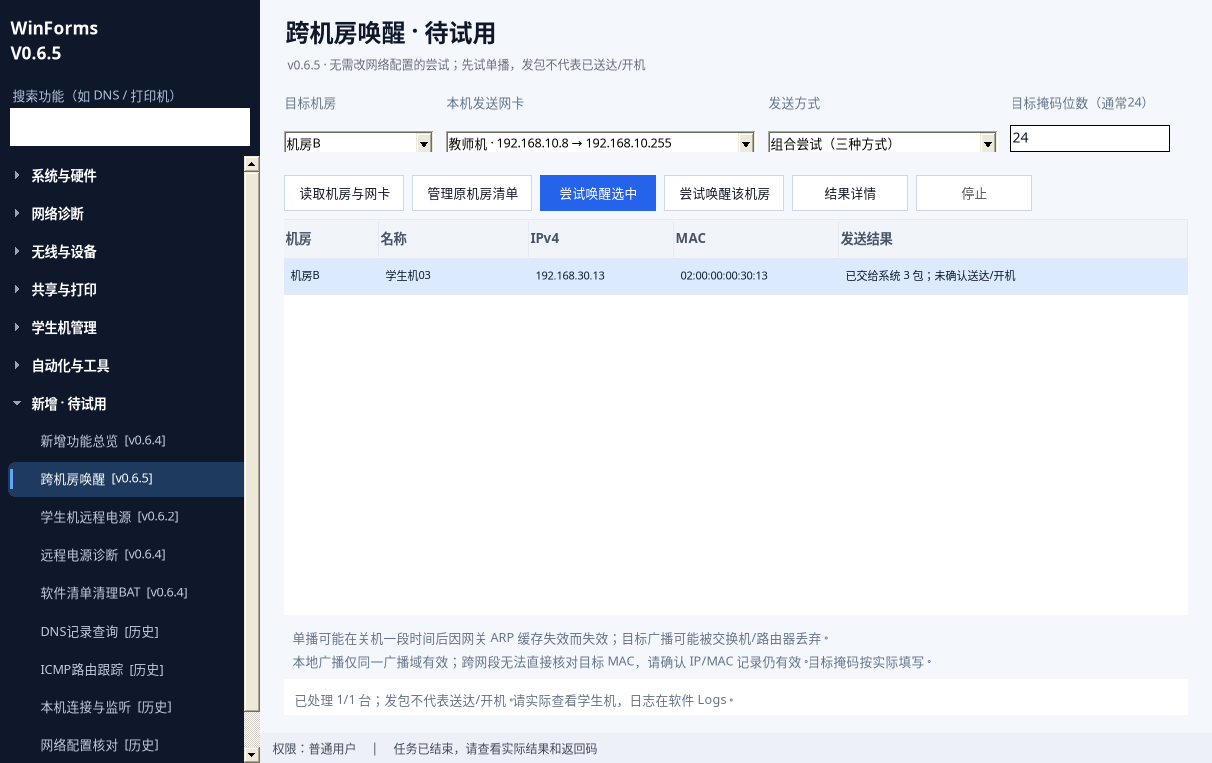 WinForms
V0.6.5
搜索功能（如 DNS / 打印机）
系统与硬件
网络诊断
无线与设备
共享与打印
学生机管理
自动化与工具
新增 · 待试用
新增功能总览 [v0.6.4]
跨机房唤醒 [v0.6.5]
学生机远程电源 [v0.6.2]
远程电源诊断 [v0.6.4]
软件清单清理BAT [v0.6.4]
DNS记录查询 [历史]
ICMP路由跟踪 [历史]
本机连接与监听 [历史]
网络配置核对 [历史]
跨机房唤醒 · 待试用
v0.6.5 · 无需改网络配置的尝试；先试单播，发包不代表已送达/开机
目标机房 本机发送网卡 发送方式 目标掩码位数（通常24）
机房B 教师机 · 192.168.10.8 → 192.168.10.255 组合尝试（三种方式） 24
读取机房与网卡 管理原机房清单 尝试唤醒选中 尝试唤醒该机房 结果详情 停止
机房 名称 IPv4 MAC 发送结果
机房B 学生机03 192.168.30.13 02:00:00:00:30:13 已交给系统 3 包；未确认送达/开机
单播可能在关机一段时间后因网关 ARP 缓存失效而失效；目标广播可能被交换机/路由器丢弃。
本地广播仅同一广播域有效；跨网段无法直接核对目标 MAC，请确认 IP/MAC 记录仍有效。目标掩码按实际填写。
已处理 1/1 台；发包不代表送达/开机。请实际查看学生机，日志在软件 Logs。
权限：普通用户 | 任务已结束，请查看实际结果和返回码